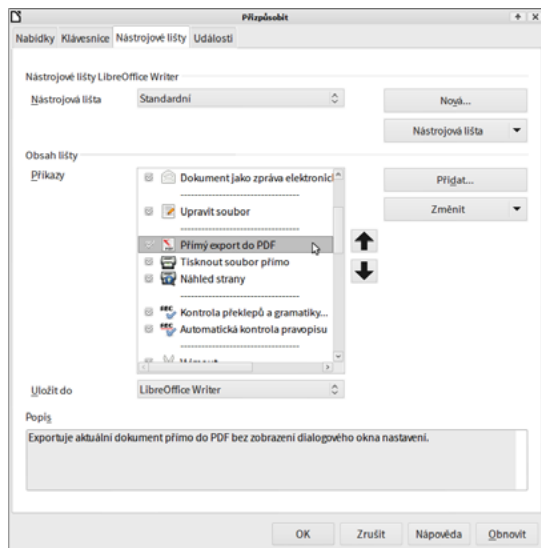 Přizpůsobit
Nabídky Klávesnice Nástrojové lišty Události
Nástrojové lišty LibreOffice Writer
Nástrojová lišta Standardní Nová...
Nástrojová lišta
Obsah lišty
Příkazy Dokument jako zpráva elektronic Přidat...
Upravit soubor Změnit
Přímý export do PDF
Tisknout soubor přímo
Náhled strany
Kontrola překlepů a gramatiky...
Automatická kontrola pravopisu
Uložit do LibreOffice Writer
Popis
Exportuje aktuální dokument přímo do PDF bez zobrazení dialogového okna nastavení.
OK Zrušit Nápověda Obnovit